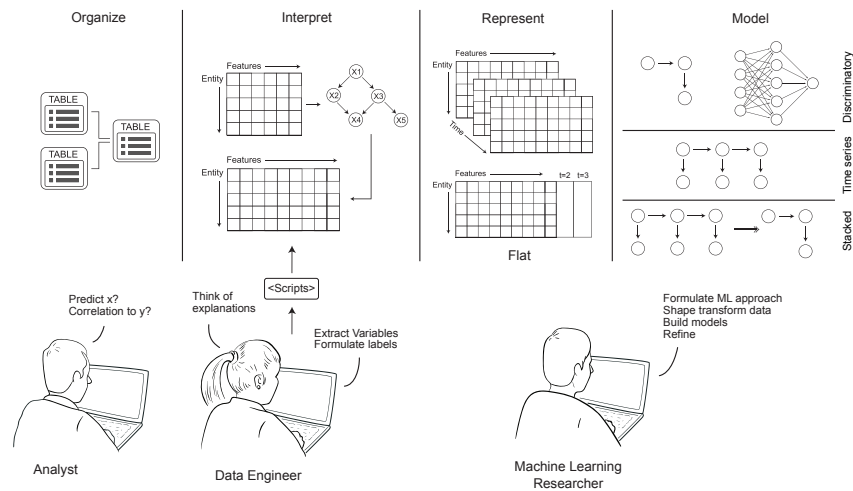 Organize
TABLE
TABLE
TABLE
Interpret
Features
Entity
X1
X2
X3
X4
X5
Features
Entity
Represent
Features
Entity
Time
Features
t=2 t=3
Entity
Flat
Model
Discriminatory
Time series
Stacked
<Scripts>
Predict x?
Correlation to y?
Think of
explanations
Extract Variables
Formulate labels
Formulate ML approach
Shape transform data
Build models
Refine
Analyst
Data Engineer
Machine Learning
Researcher